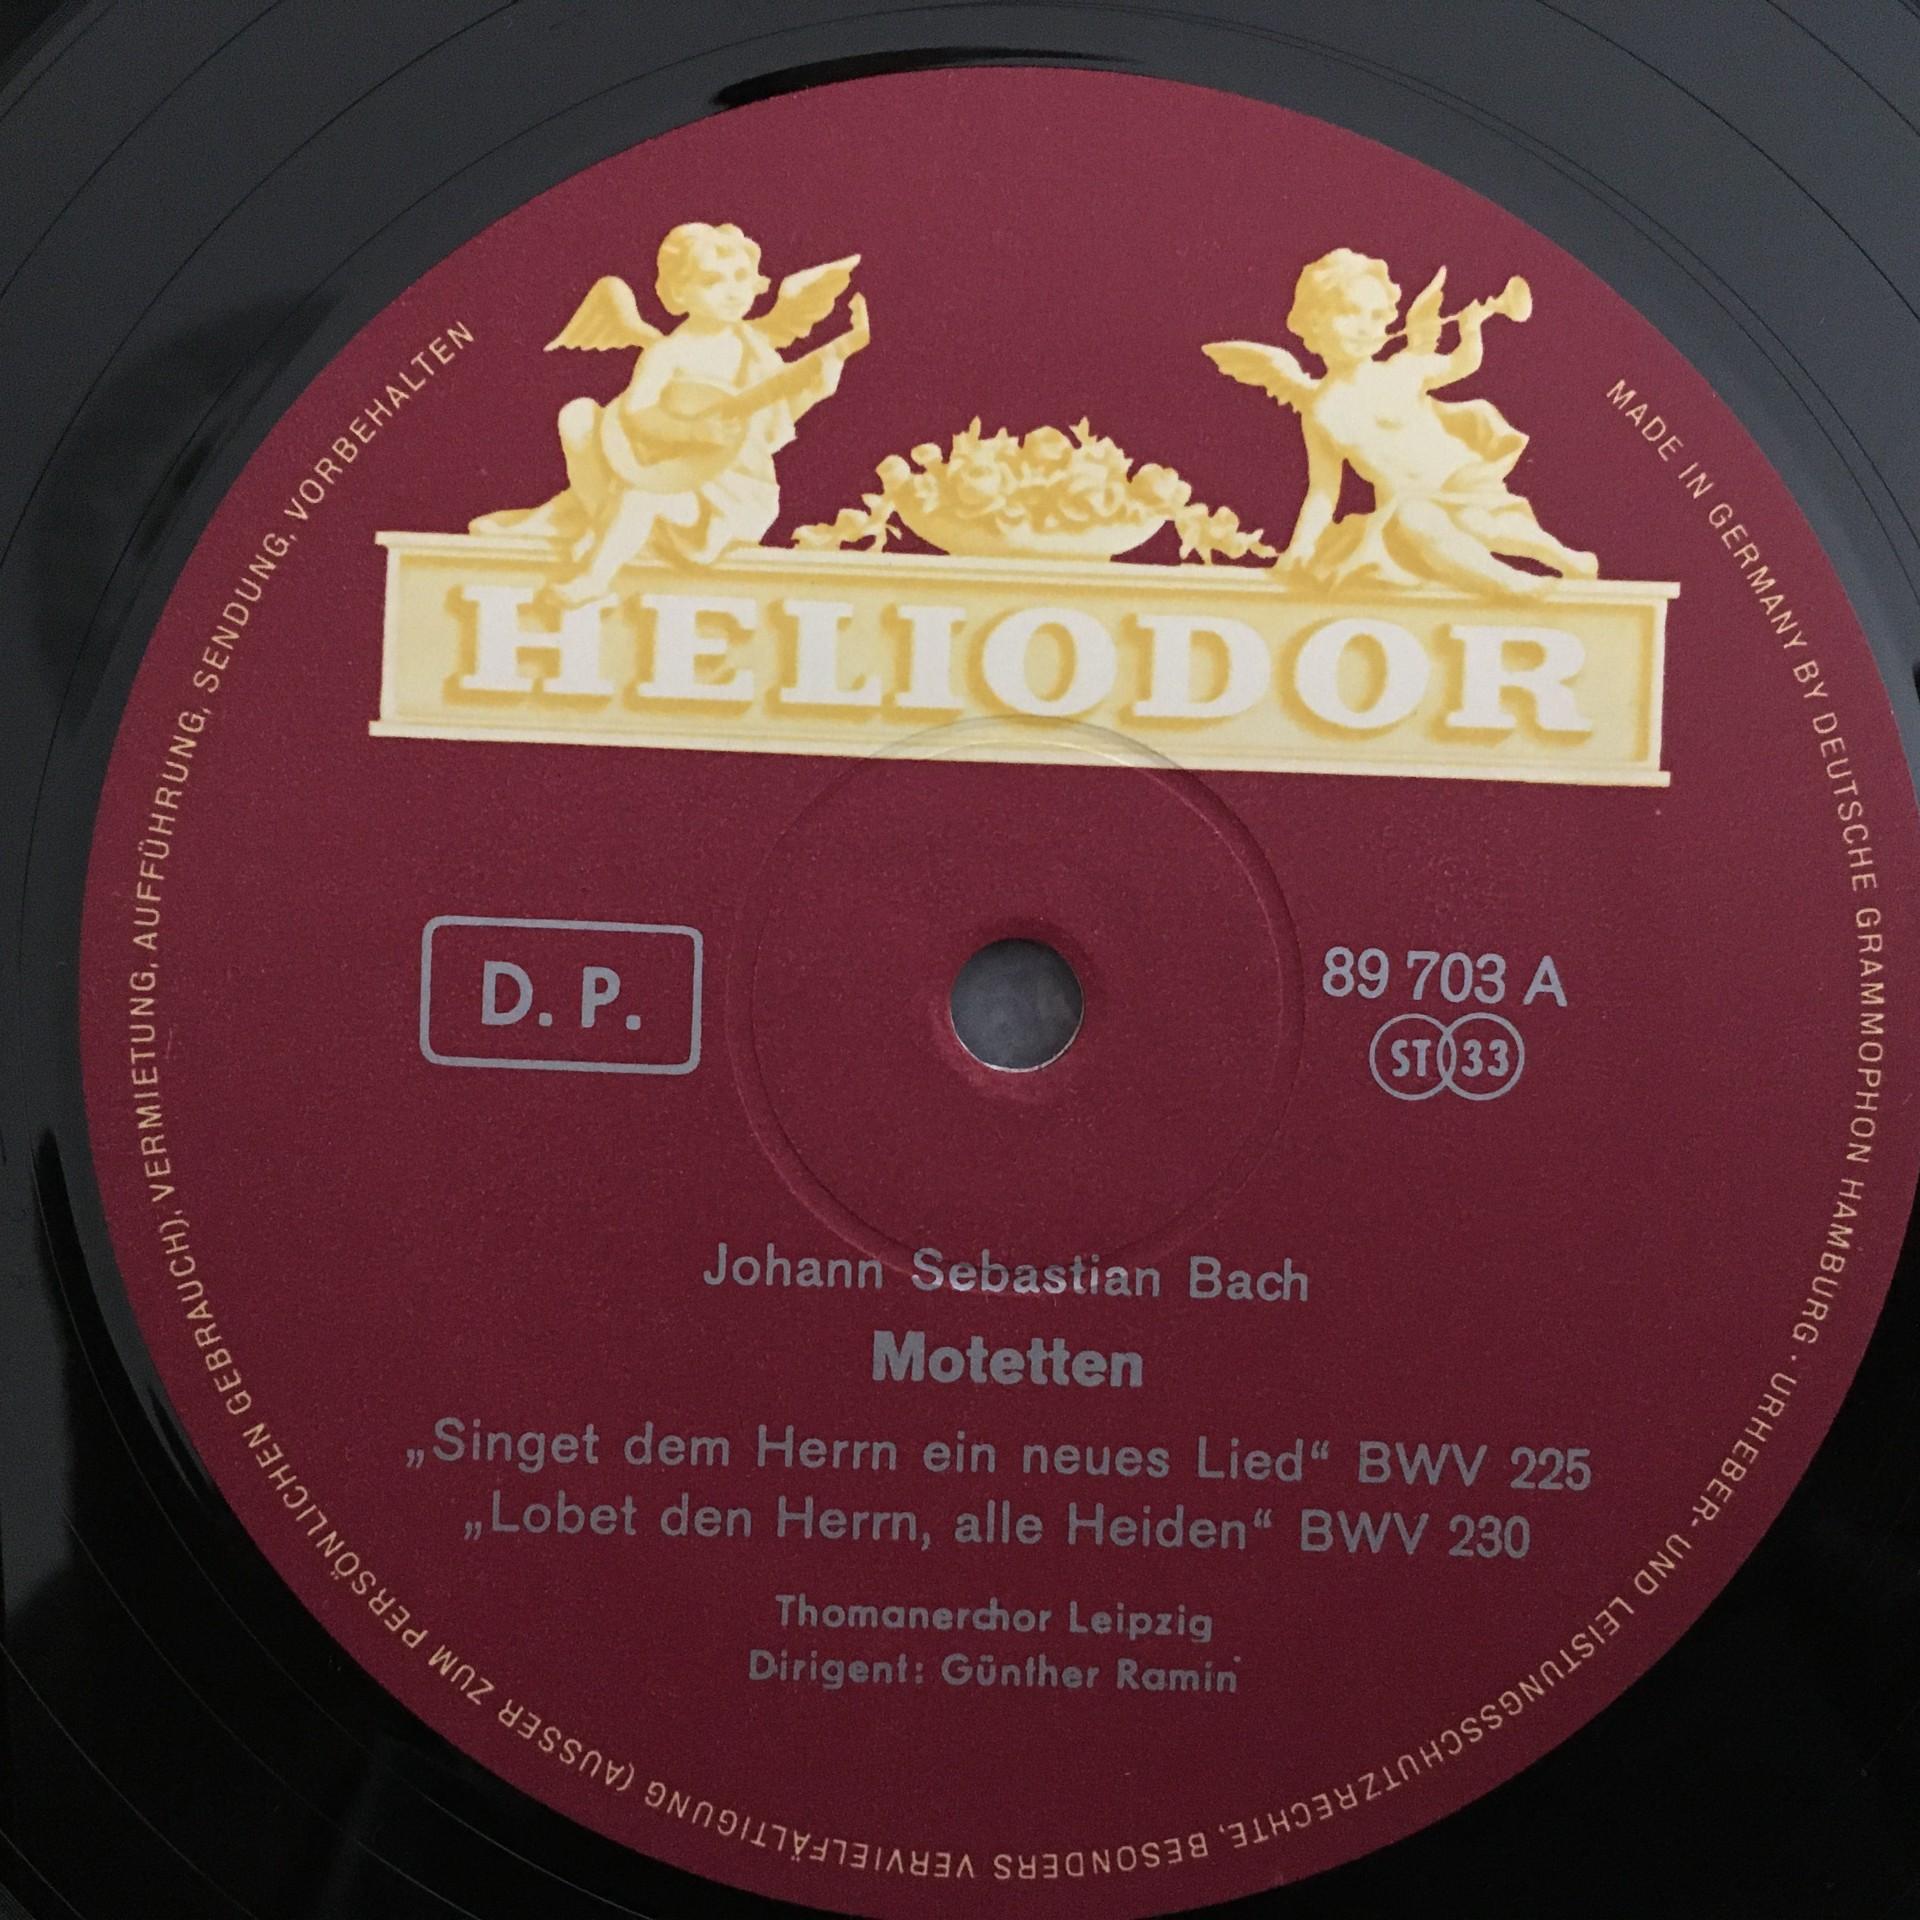 HELIODOR
D. P.
89 703 A
ST 33
Johann Sebastian Bach
Motetten
„Singet dem Herrn ein neues Lied“ BWV 225
„Lobet den Herrn, alle Heiden“ BWV 230
Thomanerchor Leipzig
Dirigent: Günther Ramin
MADE IN GERMANY BY DEUTSCHE GRAMMOPHON HAMBURG · URHEBER- UND LEISTUNGSSCHUTZRECHTE, BESONDERS VERVIELFÄLTIGUNG (AUSSER ZUM PERSÖNLICHEN GEBRAUCH), VERMIETUNG, AUFFÜHRUNG, SENDUNG, VORBEHALTEN